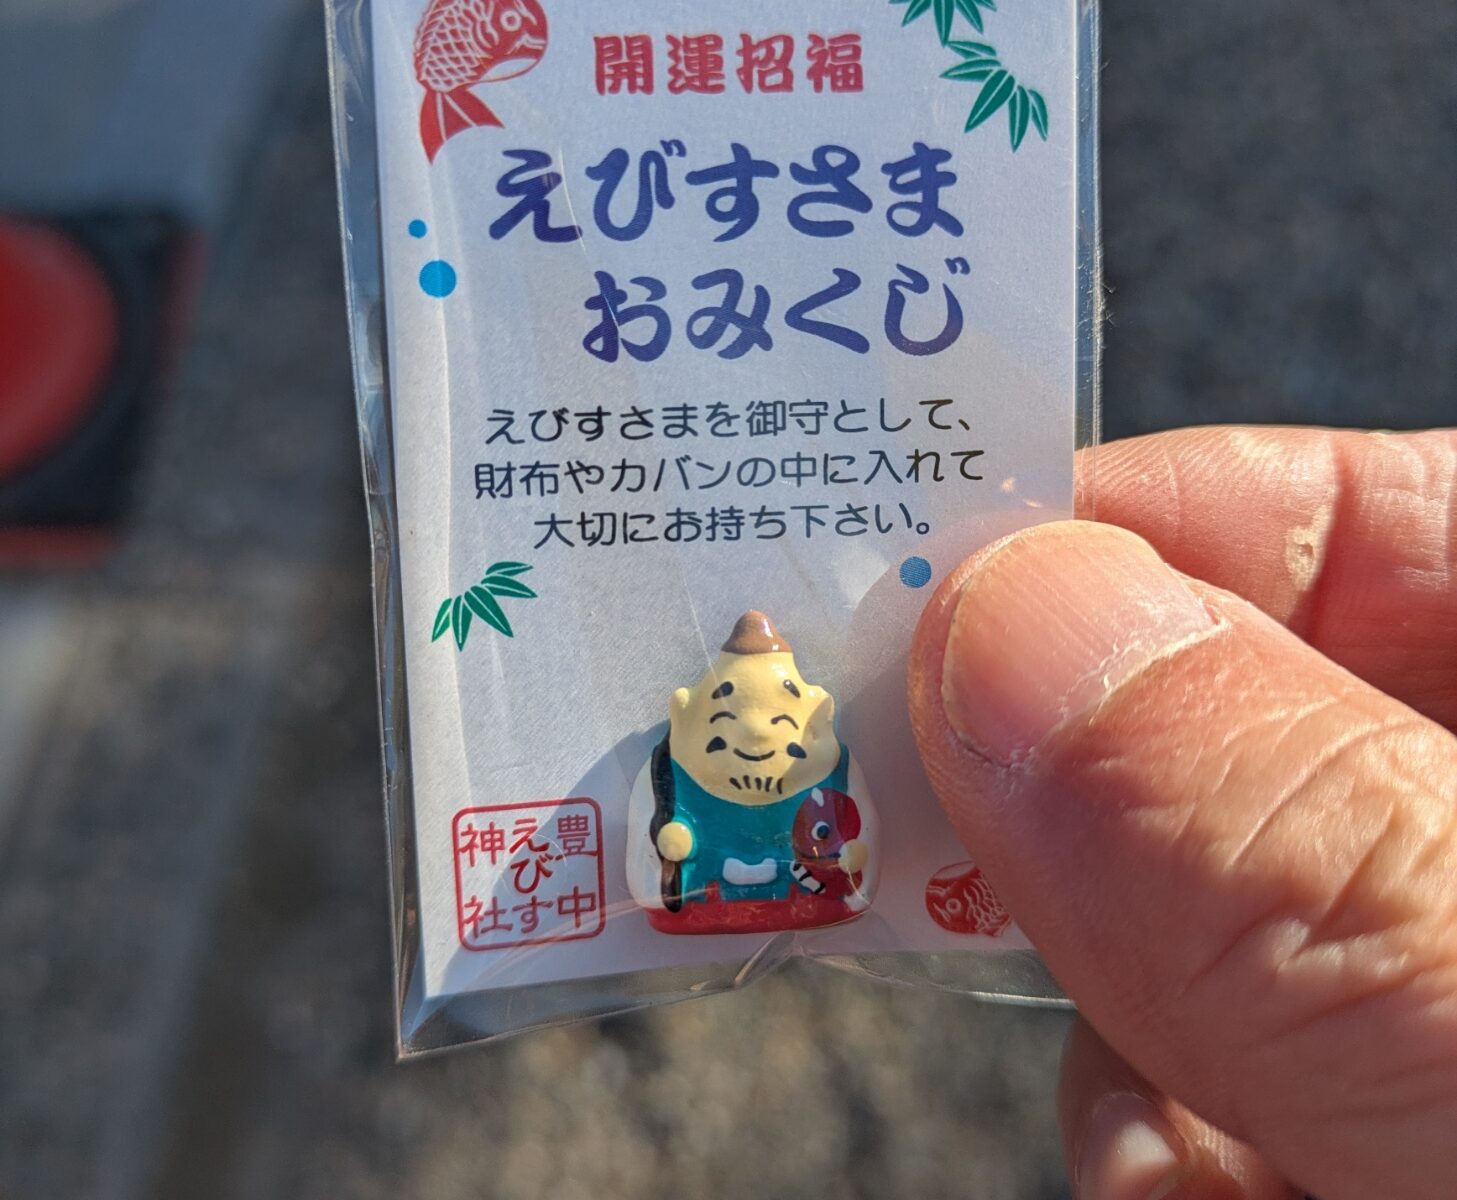 開運招福
えびすさま
おみくじ
えびすさまを御守として、
財布やカバンの中に入れて
大切にお持ち下さい。
豊中
えびす
神社